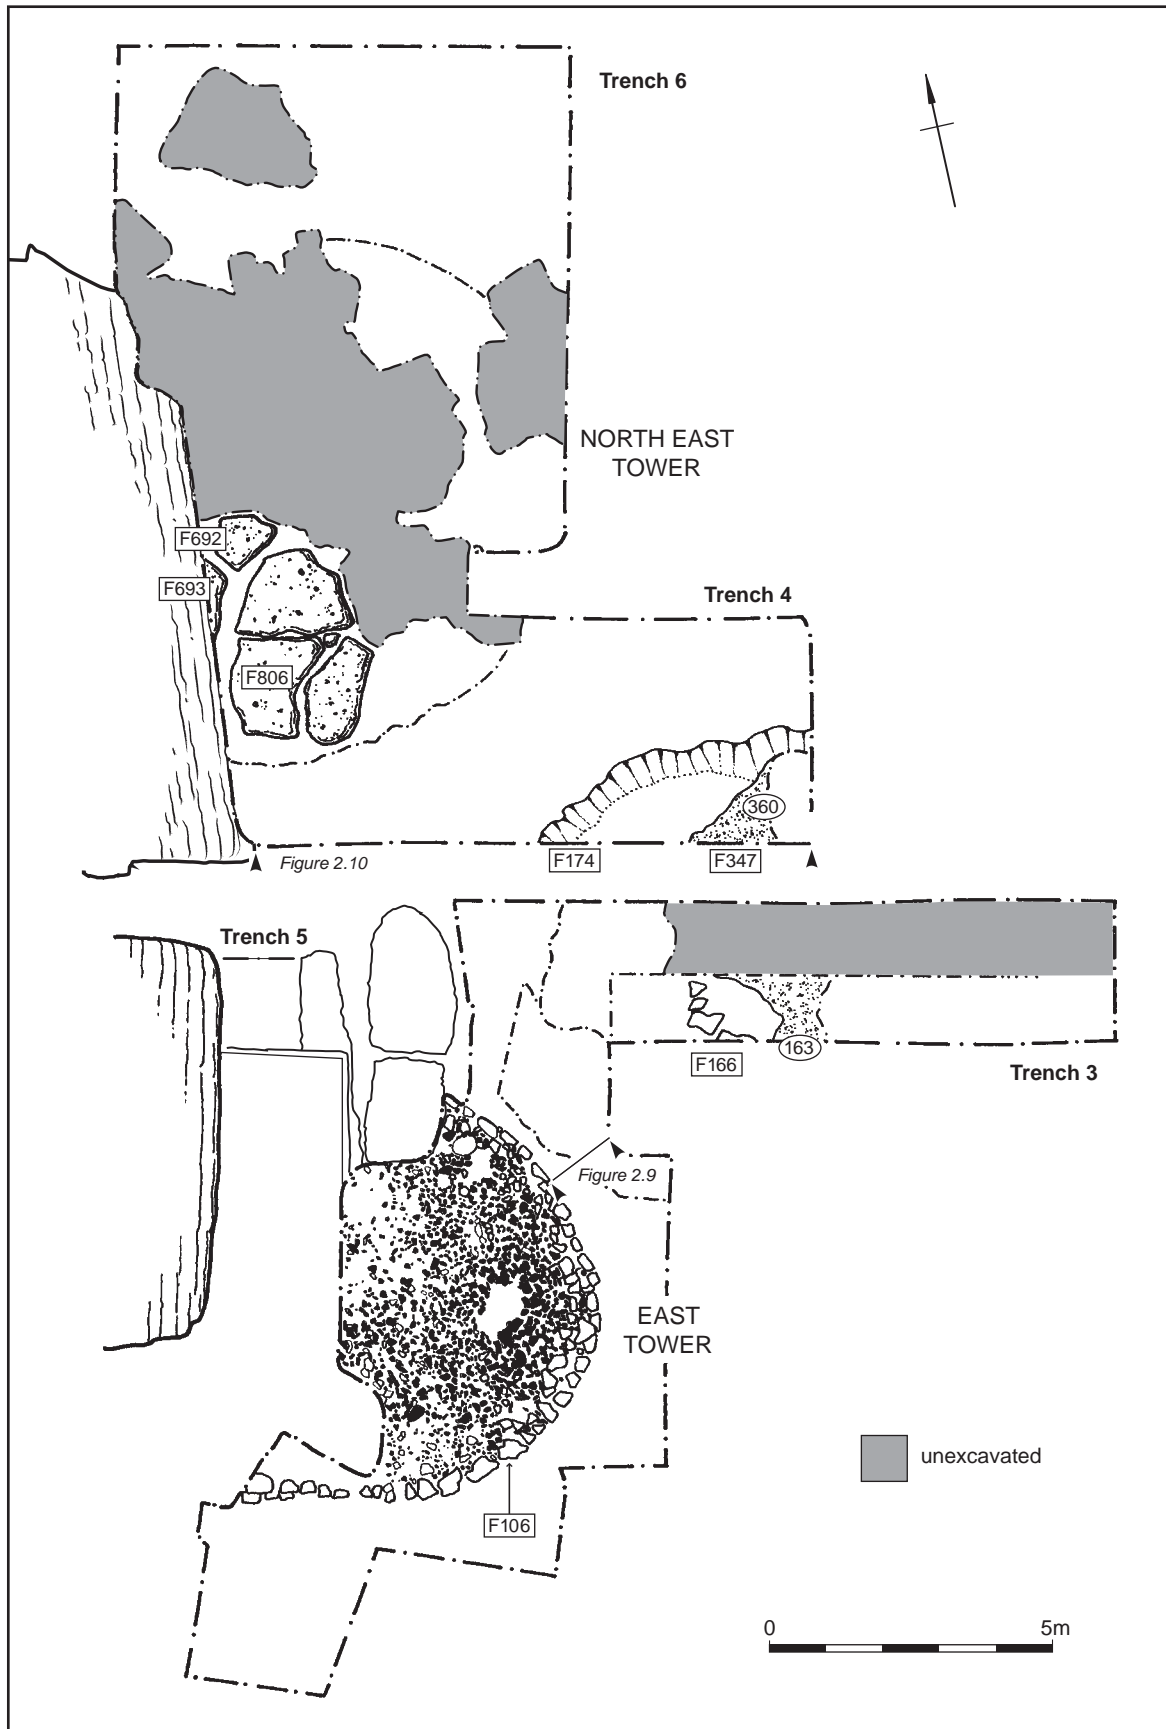 Trench 6
NORTH EAST
TOWER
F692
F693
Trench 4
F806
360
Figure 2.10
F174
F347
Trench 5
163
F166
Trench 3
Figure 2.9
EAST
TOWER
unexcavated
F106
0
5m